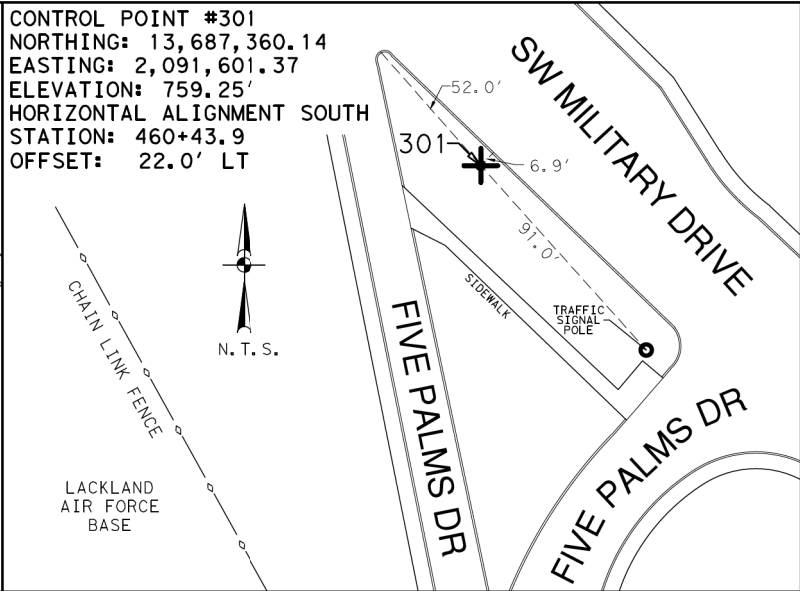 CONTROL POINT #301
NORTHING: 13,687,360.14
EASTING: 2,091,601.37
ELEVATION: 759.25'
HORIZONTAL ALIGNMENT SOUTH
STATION: 460+43.9
OFFSET: 22.0' LT
52.0'
301
6.9'
91.0'
SW MILITARY DRIVE
SIDEWALK
TRAFFIC
SIGNAL
POLE
N.T.S.
CHAIN LINK FENCE
FIVE PALMS DR
FIVE PALMS DR
LACKLAND
AIR FORCE
BASE